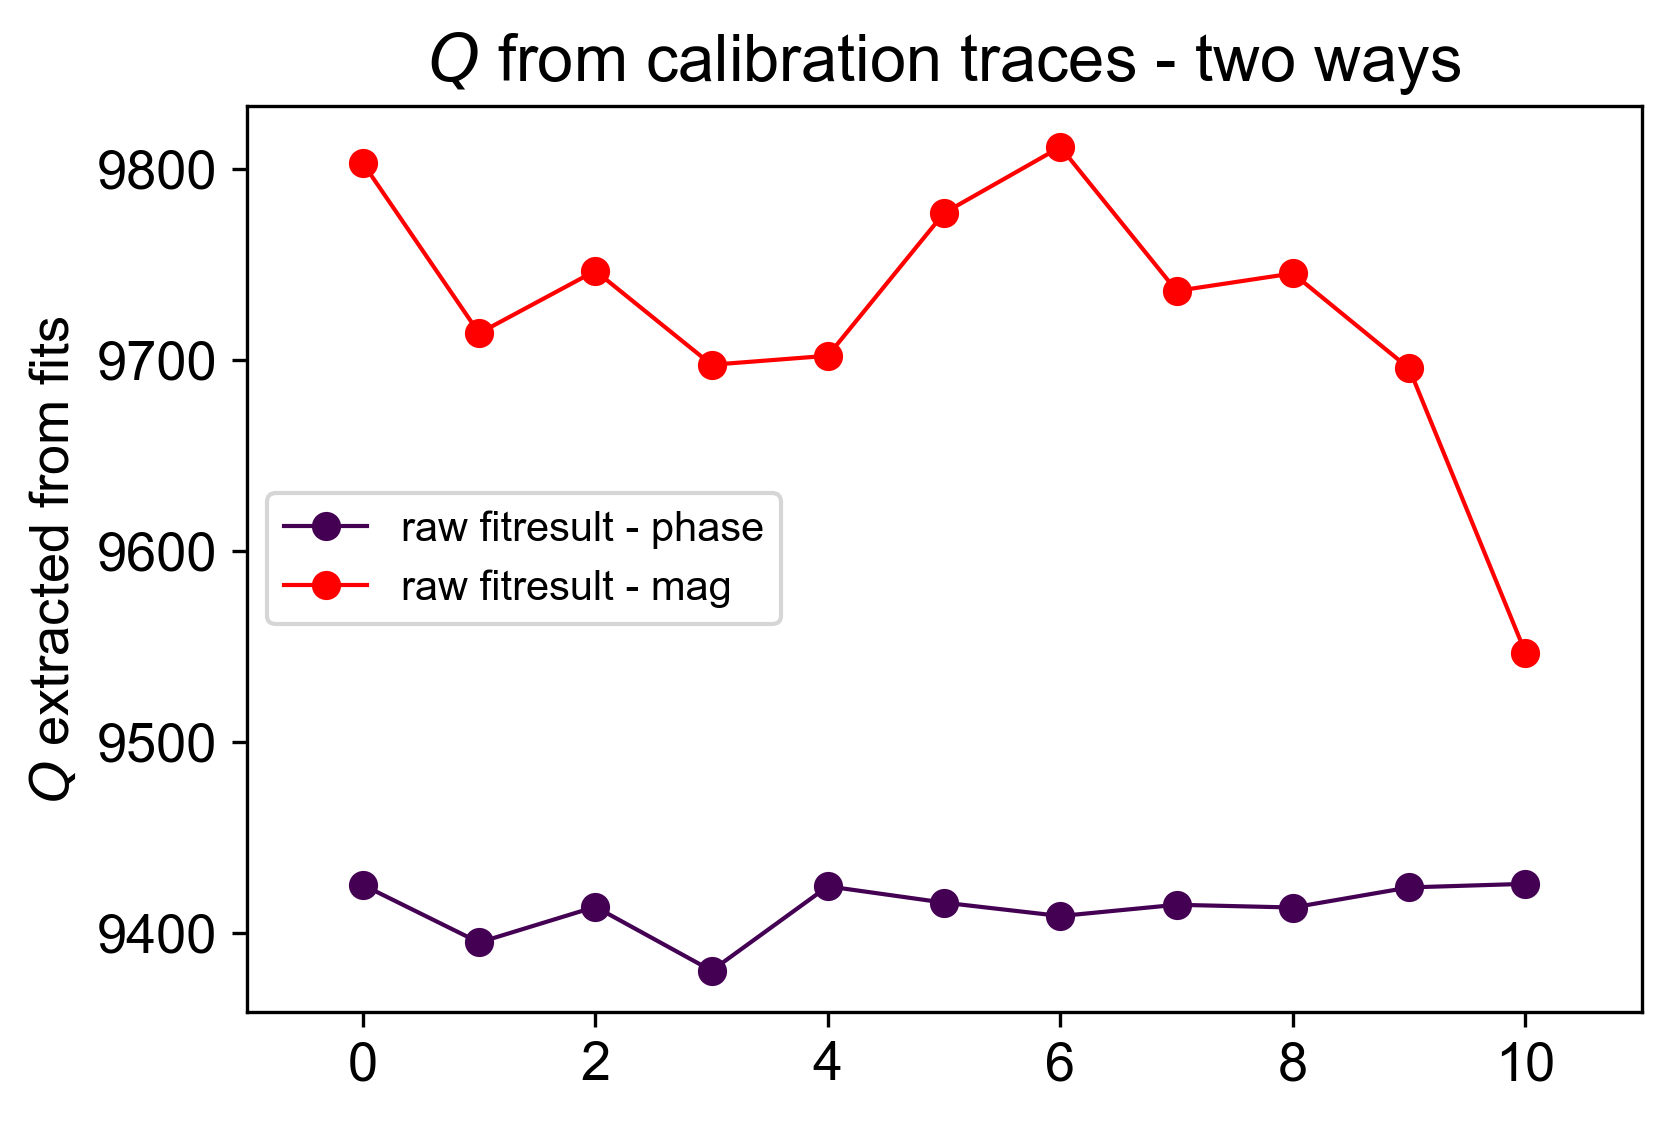 Q from calibration traces - two ways
Q extracted from fits
9800
9700
9600
9500
9400
raw fitresult - phase
raw fitresult - mag
0 2 4 6 8 10